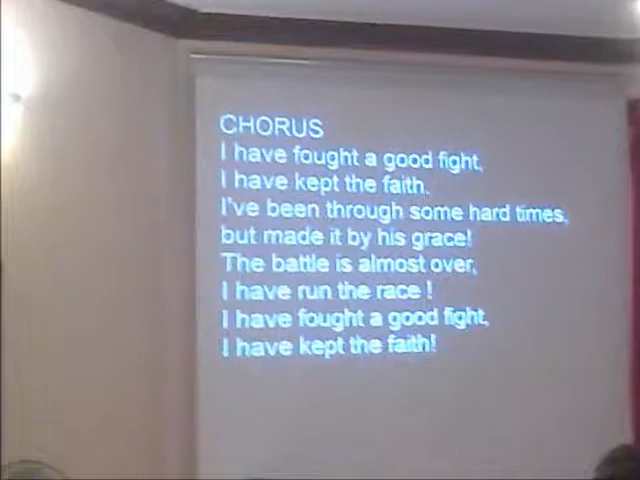 CHORUS
I have fought a good fight,
I have kept the faith.
I've been through some hard times,
but made it by his grace!
The battle is almost over,
I have run the race !
I have fought a good fight,
I have kept the faith!